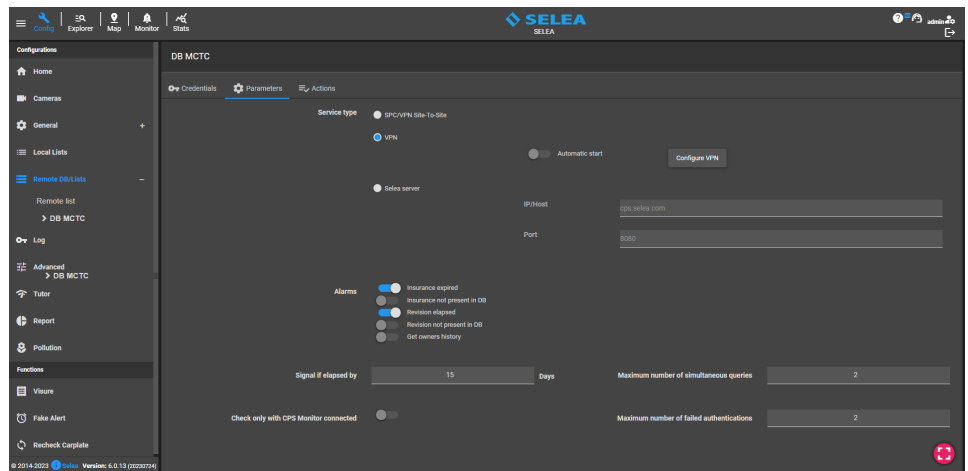 Config
Explorer
Map
Monitor
Stats
SELEA
SELEA
admin
Configurations
Home
Cameras
General +
Local Lists
Remote DB/Lists −
Remote list
> DB MCTC
Log
Advanced
> DB MCTC
Tutor
Report
Pollution
Functions
Visure
Fake Alert
Recheck Carplate
© 2014-2023 Selea Version: 6.0.13 (20230724)
DB MCTC
Credentials Parameters Actions
Service type SPC/VPN Site-To-Site
VPN
Automatic start Configure VPN
Selea server
IP/Host cps.selea.com
Port 8080
Alarms Insurance expired
Insurance not present in DB
Revision elapsed
Revision not present in DB
Get owners history
Signal if elapsed by 15 Days Maximum number of simultaneous queries 2
Check only with CPS Monitor connected Maximum number of failed authentications 2